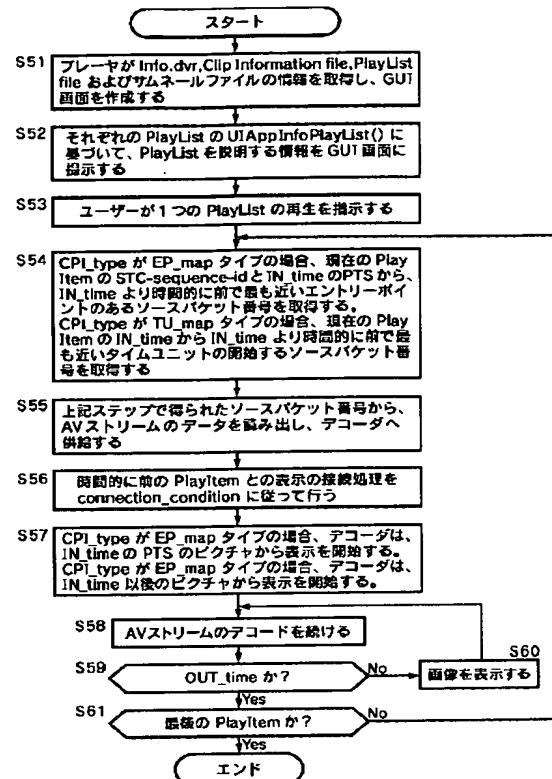 スタート
S51
プレーヤが Info.dvr,Clip Information file,PlayList
file およびサムネールファイルの情報を取得し、GUI
画面を作成する
S52
それぞれの PlayList の UIAppInfoPlayList() に
基づいて、PlayList を説明する情報を GUI 画面に
提示する
S53
ユーザーが 1 つの PlayList の再生を指示する
S54
CPI_type が EP_map タイプの場合、現在の Play
Item の STC-sequence-id と IN_time のPTS から、
IN_time より時間的に前で最も近いエントリーポイ
ントのあるソースパケット番号を取得する。
CPI_type が TU_map タイプの場合、現在の Play
Item の IN_time から IN_time より時間的に前で最
も近いタイムユニットの開始するソースパケット番
号を取得する
S55
上記ステップで得られたソースパケット番号から、
AVストリームのデータを読み出し、デコーダへ
供給する
S56
時間的に前の PlayItem との表示の接続処理を
connection_condition に従って行う
S57
CPI_type が EP_map タイプの場合、デコーダは、
IN_time の PTS のピクチャから表示を開始する。
CPI_type が EP_map タイプの場合、デコーダは、
IN_time 以後のピクチャから表示を開始する。
S58
AVストリームのデコードを続ける
S59
OUT_time か?
No
S60
画像を表示する
Yes
S61
最後の PlayItem か?
No
Yes
エンド